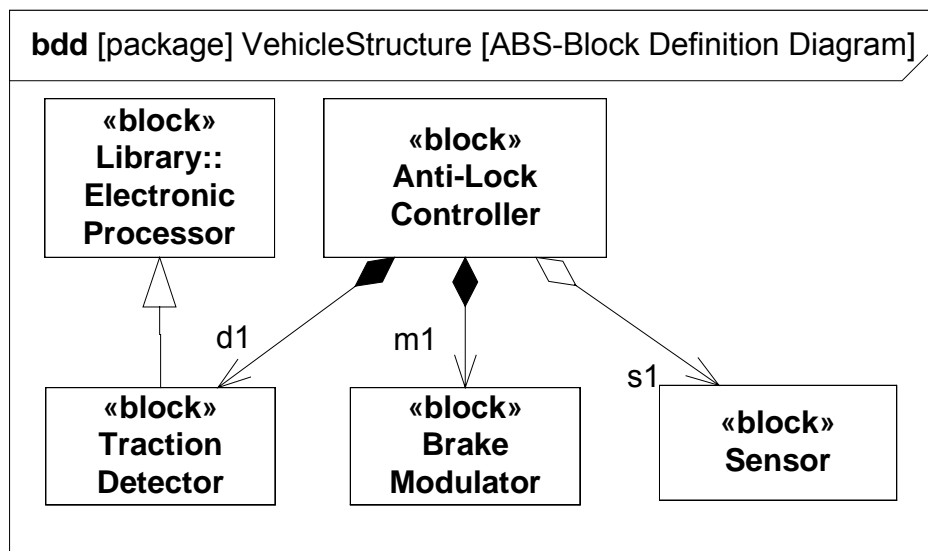 bdd [package] VehicleStructure [ABS-Block Definition Diagram]
«block»
Library::
Electronic
Processor
«block»
Anti-Lock
Controller
d1
m1
s1
«block»
Traction
Detector
«block»
Brake
Modulator
«block»
Sensor